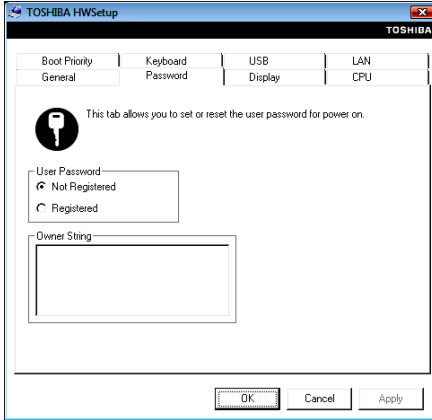 TOSHIBA HWSetup
TOSHIBA
Boot Priority Keyboard USB LAN
General Password Display CPU
This tab allows you to set or reset the user password for power on.
User Password
Not Registered
Registered
Owner String
OK Cancel Apply